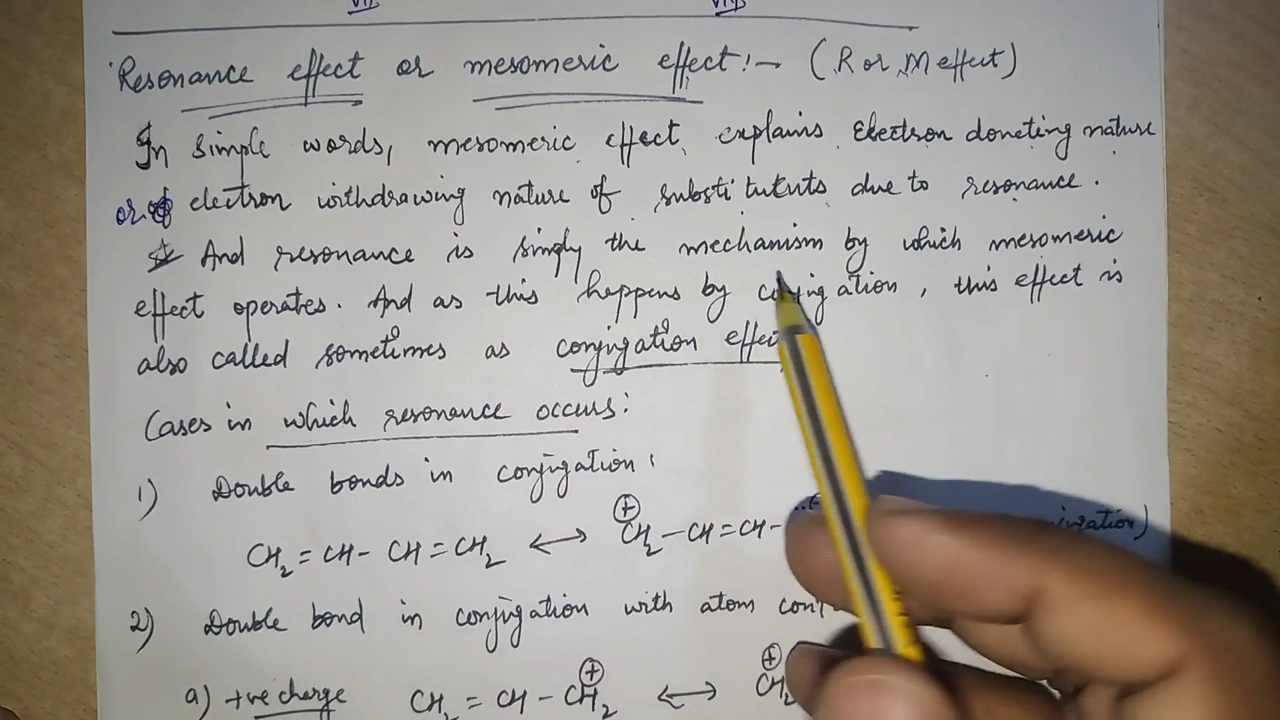 Resonance effect or mesomeric effect:- (R or M effect)
In simple words, mesomeric effect explains Electron doneting nature
or electron withdrawing nature of substitututs due to resonance.
And resonance is simply the mechanism by which mesomeric
effect operates. And as this happens by conjugation, this effect is
also called sometimes as conjugation effect
Cases in which resonance occurs:
1) Double bonds in conjugation:
CH2 = CH - CH = CH2 ⟷ ⊕CH2 - CH = CH -
2) Double bond in conjugation with atom
a) +ve charge CH2 = CH - CH2⊕ ⟷ ⊕CH2